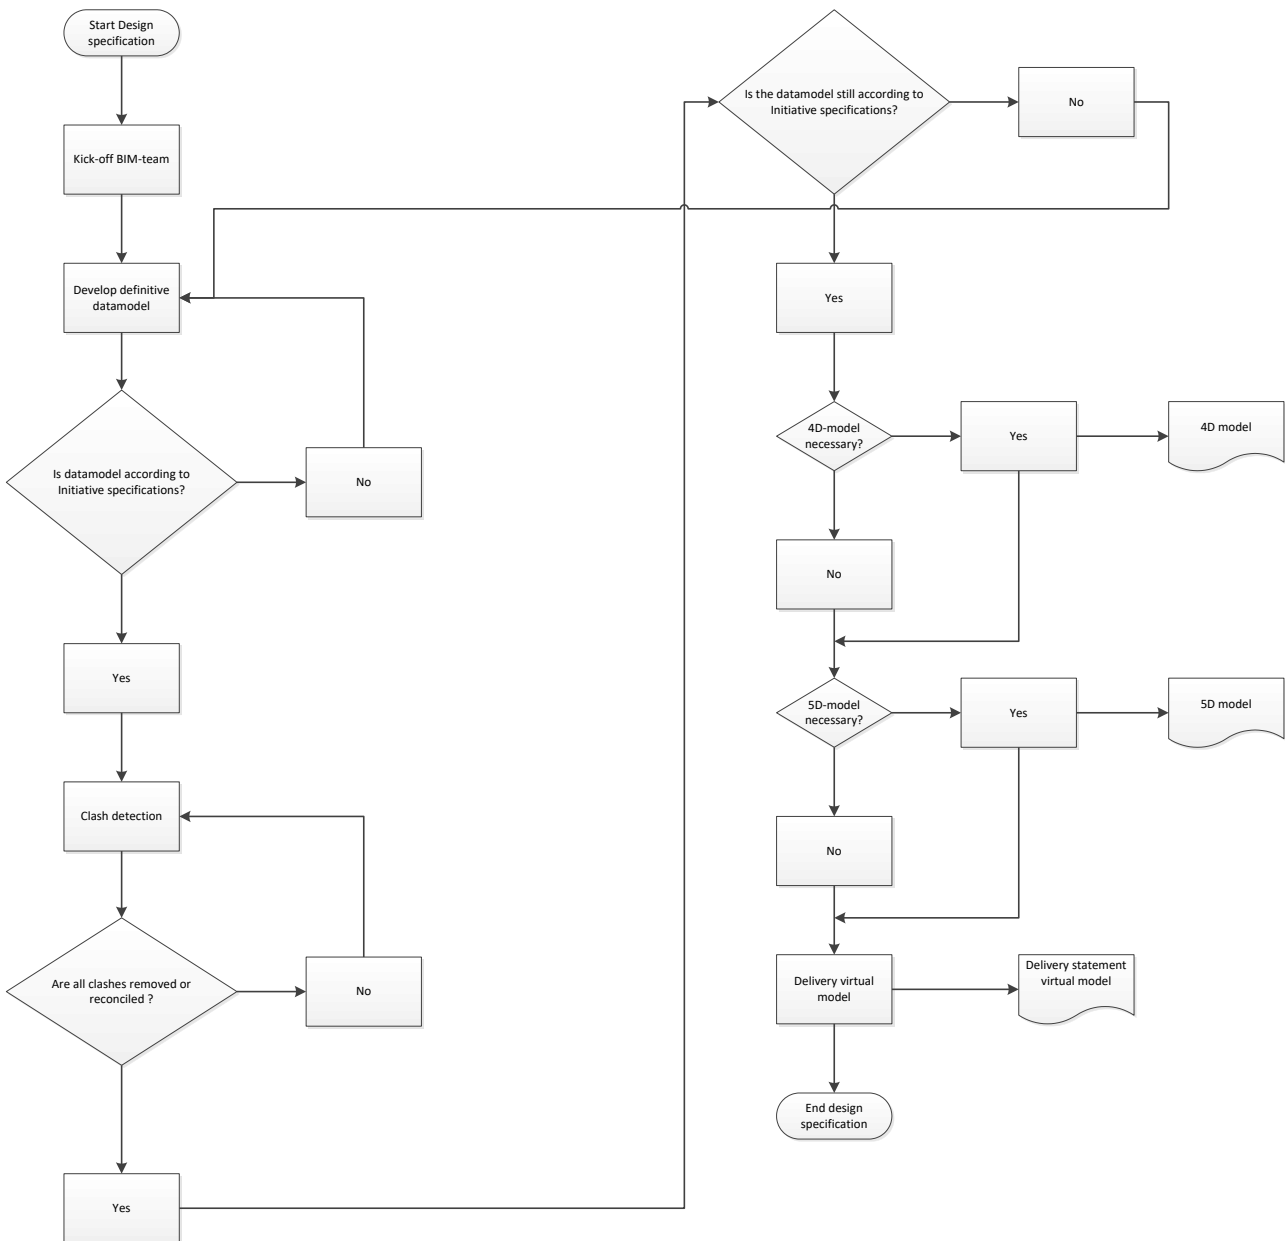 Start Design
specification
Kick-off BIM-team
Develop definitive
datamodel
Is datamodel according to
Initiative specifications?
No
Yes
Clash detection
Are all clashes removed or
reconciled ?
No
Yes
Is the datamodel still according to
Initiative specifications?
No
Yes
4D-model
necessary?
Yes
4D model
No
5D-model
necessary?
Yes
5D model
No
Delivery virtual
model
Delivery statement
virtual model
End design
specification